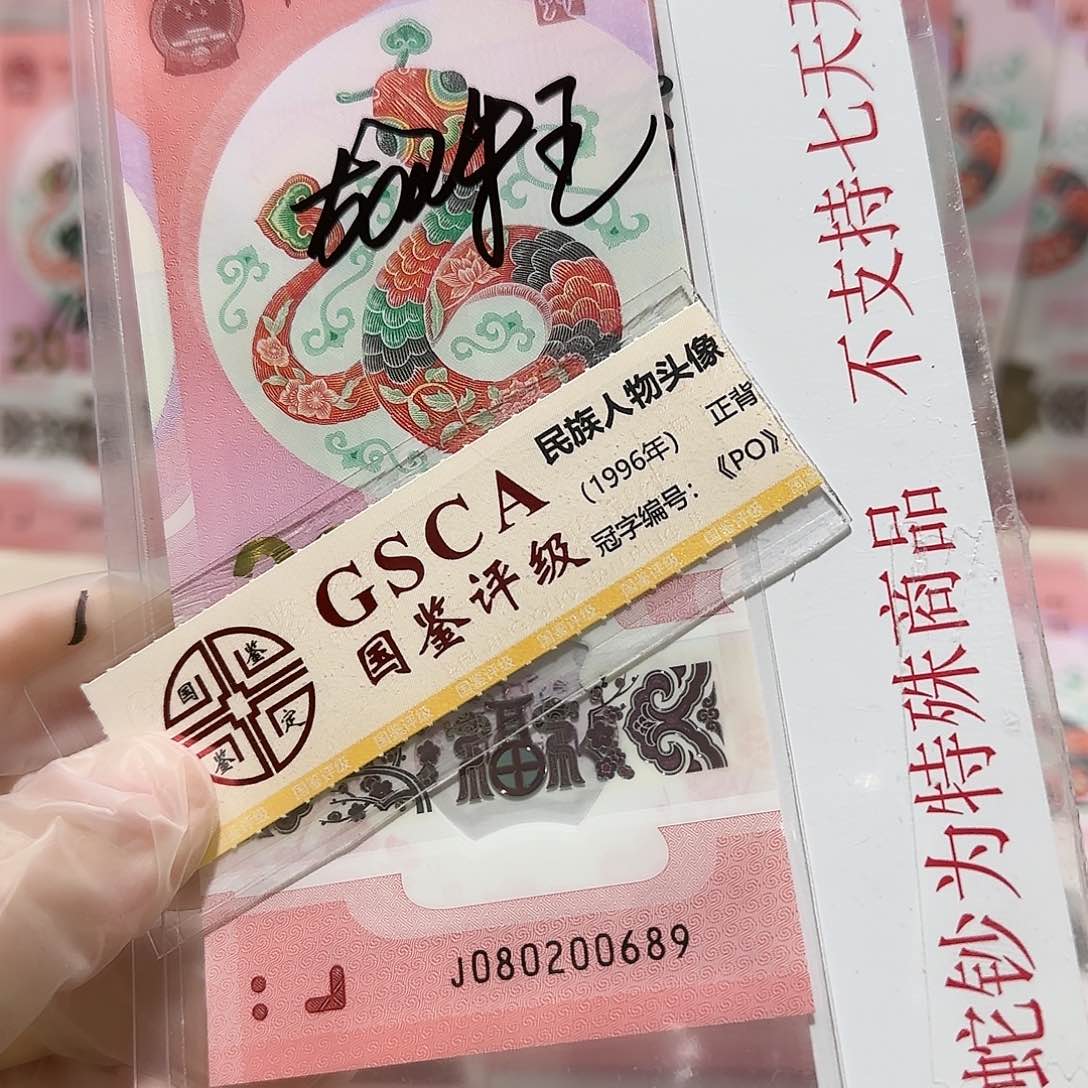 GSCA
国鉴评级
国鉴
鉴定
民族人物头像
(1996年) 正背
冠字编号: 《PO》
J080200689
蛇钞为特殊商品 不支持七天无